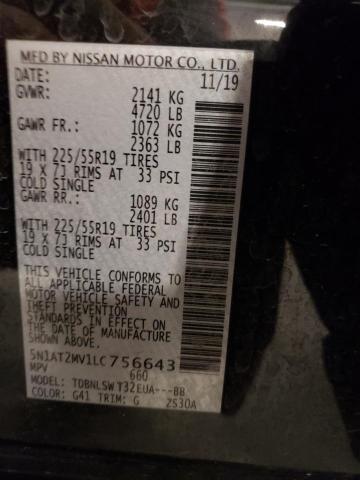 MFD BY NISSAN MOTOR CO., LTD.
DATE: 11/19
GVWR: 2141 KG
4720 LB
GAWR FR.: 1072 KG
2363 LB
WITH 225/55R19 TIRES
19 X 7J RIMS AT 33 PSI
COLD SINGLE
GAWR RR.: 1089 KG
2401 LB
WITH 225/55R19 TIRES
19 X 7J RIMS AT 33 PSI
COLD SINGLE
THIS VEHICLE CONFORMS TO
ALL APPLICABLE FEDERAL
MOTOR VEHICLE SAFETY
STANDARDS IN EFFECT ON
THE DATE OF MANUFACTURE
SHOWN ABOVE.
5N1AT2MV1LC756643
MPV 660
MODEL: TDBNLSWT32EUA---BB
COLOR: G41 TRIM: G 2S30A